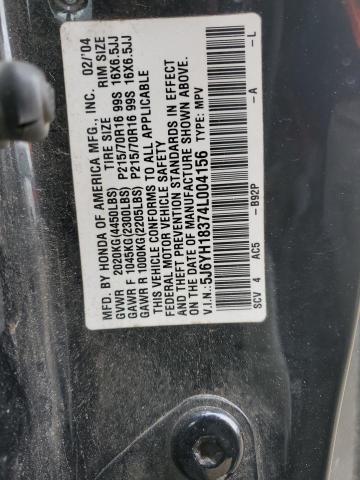 MFD. BY HONDA OF AMERICA MFG., INC. 02/'04
GVWR 2020KG(4450LBS) TIRE SIZE RIM SIZE
GAWR F 1045KG(2300LBS) P215/70R16 99S 16X6.5JJ
GAWR R 1000KG(2205LBS) P215/70R16 99S 16X6.5JJ
THIS VEHICLE CONFORMS TO ALL APPLICABLE
FEDERAL MOTOR VEHICLE SAFETY
AND THEFT PREVENTION STANDARDS IN EFFECT
ON THE DATE OF MANUFACTURE SHOWN ABOVE.
V.I.N.: 5J6YH18374L004156 TYPE: MPV
SCV 4 AC5 -B92P -A -L